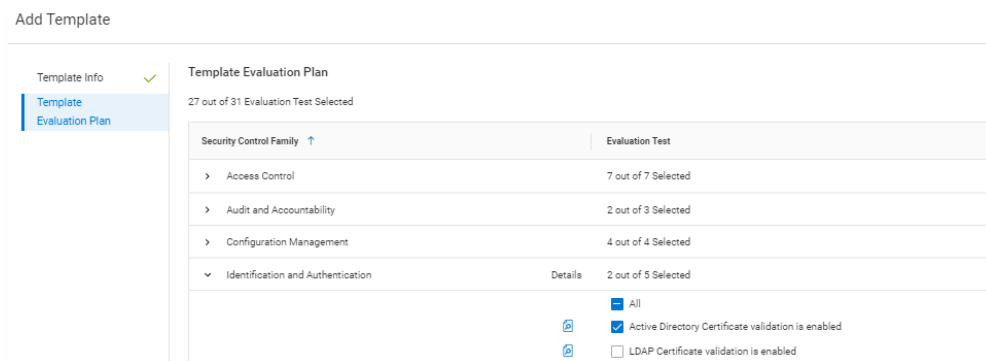 Add Template
Template Info
Template
Evaluation Plan
Template Evaluation Plan
27 out of 31 Evaluation Test Selected
Security Control Family Evaluation Test
Access Control 7 out of 7 Selected
Audit and Accountability 2 out of 3 Selected
Configuration Management 4 out of 4 Selected
Identification and Authentication Details 2 out of 5 Selected
All
Active Directory Certificate validation is enabled
LDAP Certificate validation is enabled